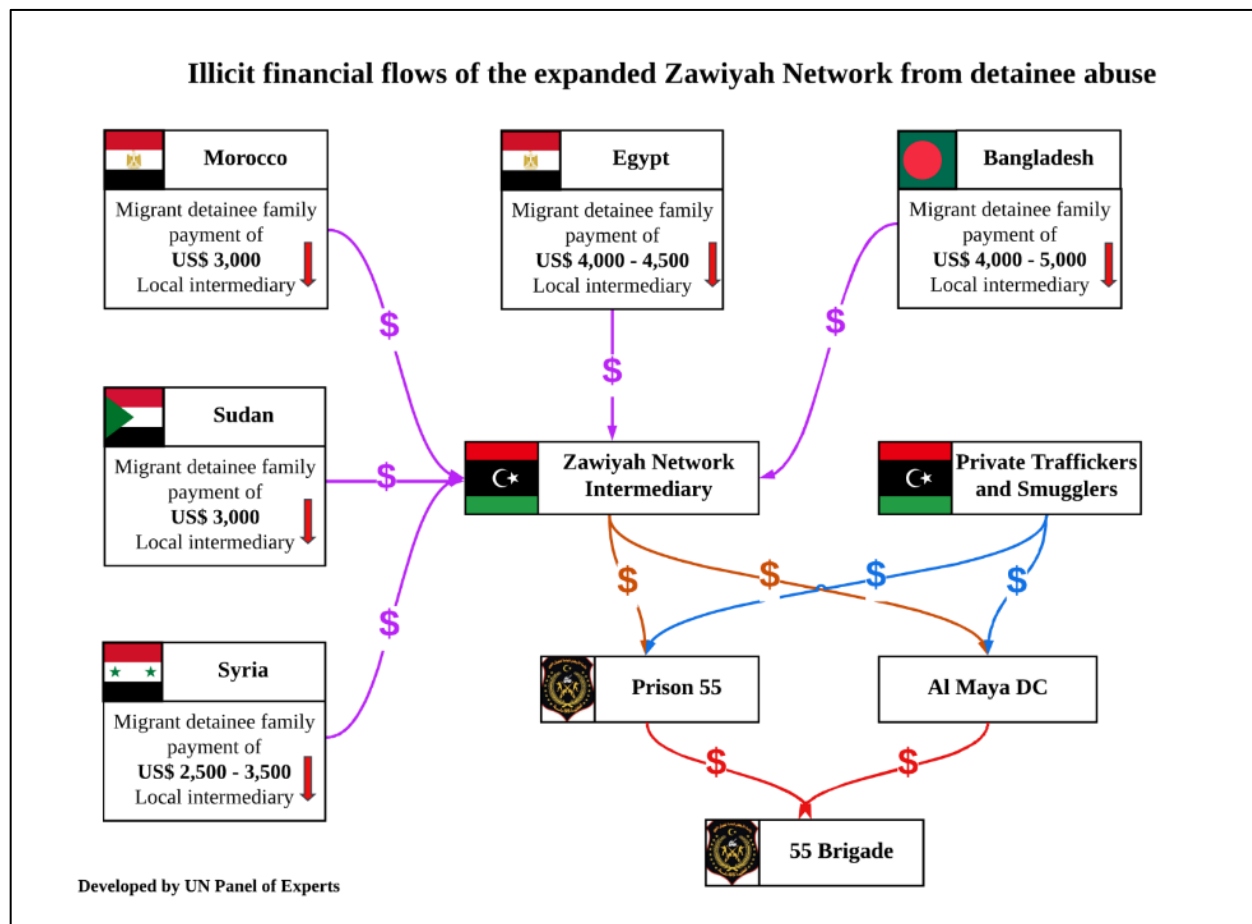 Illicit financial flows of the expanded Zawiyah Network from detainee abuse
Morocco
Migrant detainee family
payment of
US$ 3,000
Local intermediary
Egypt
Migrant detainee family
payment of
US$ 4,000 - 4,500
Local intermediary
Bangladesh
Migrant detainee family
payment of
US$ 4,000 - 5,000
Local intermediary
$
$
$
Sudan
Migrant detainee family
payment of
US$ 3,000
Local intermediary
$
Zawiyah Network
Intermediary
Private Traffickers
and Smugglers
$
$
$
$
$
Syria
Migrant detainee family
payment of
US$ 2,500 - 3,500
Local intermediary
Prison 55
Al Maya DC
$
$
55 Brigade
Developed by UN Panel of Experts